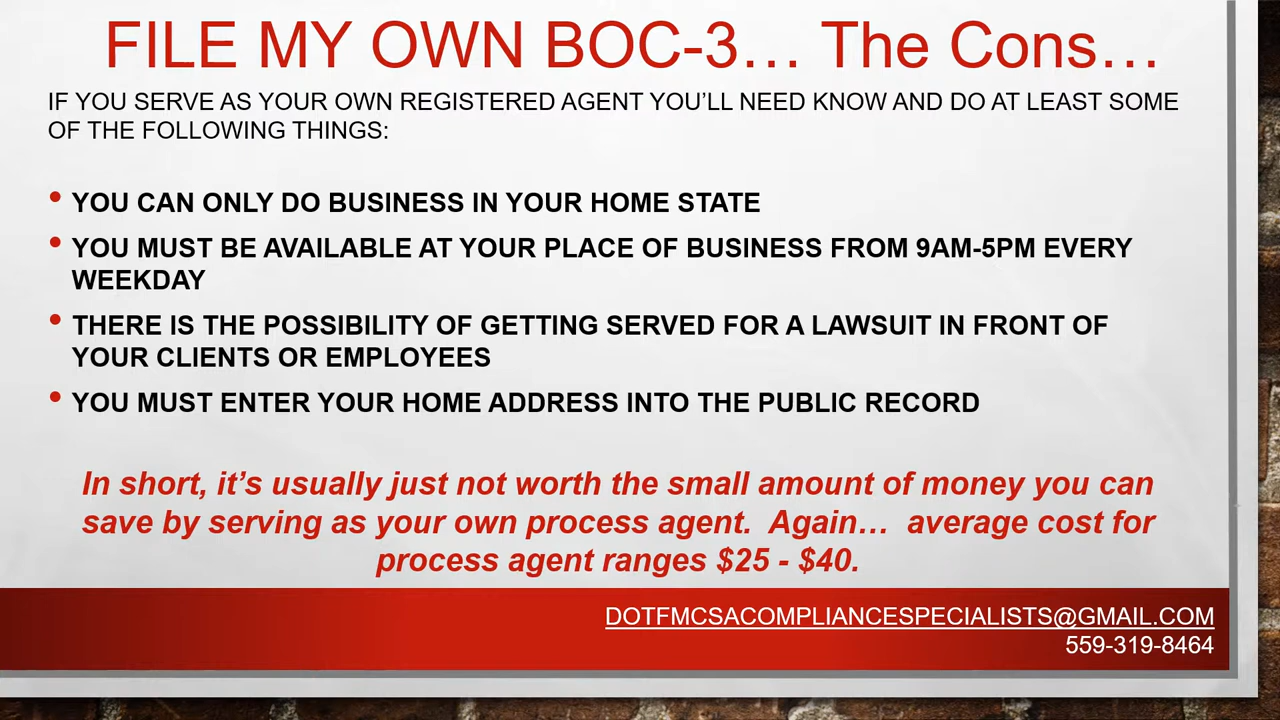 FILE MY OWN BOC-3… The Cons…
IF YOU SERVE AS YOUR OWN REGISTERED AGENT YOU’LL NEED KNOW AND DO AT LEAST SOME
OF THE FOLLOWING THINGS:
• YOU CAN ONLY DO BUSINESS IN YOUR HOME STATE
• YOU MUST BE AVAILABLE AT YOUR PLACE OF BUSINESS FROM 9AM-5PM EVERY
WEEKDAY
• THERE IS THE POSSIBILITY OF GETTING SERVED FOR A LAWSUIT IN FRONT OF
YOUR CLIENTS OR EMPLOYEES
• YOU MUST ENTER YOUR HOME ADDRESS INTO THE PUBLIC RECORD
In short, it’s usually just not worth the small amount of money you can
save by serving as your own process agent.  Again…  average cost for
process agent ranges $25 - $40.
DOTFMCSACOMPLIANCESPECIALISTS@GMAIL.COM
559-319-8464